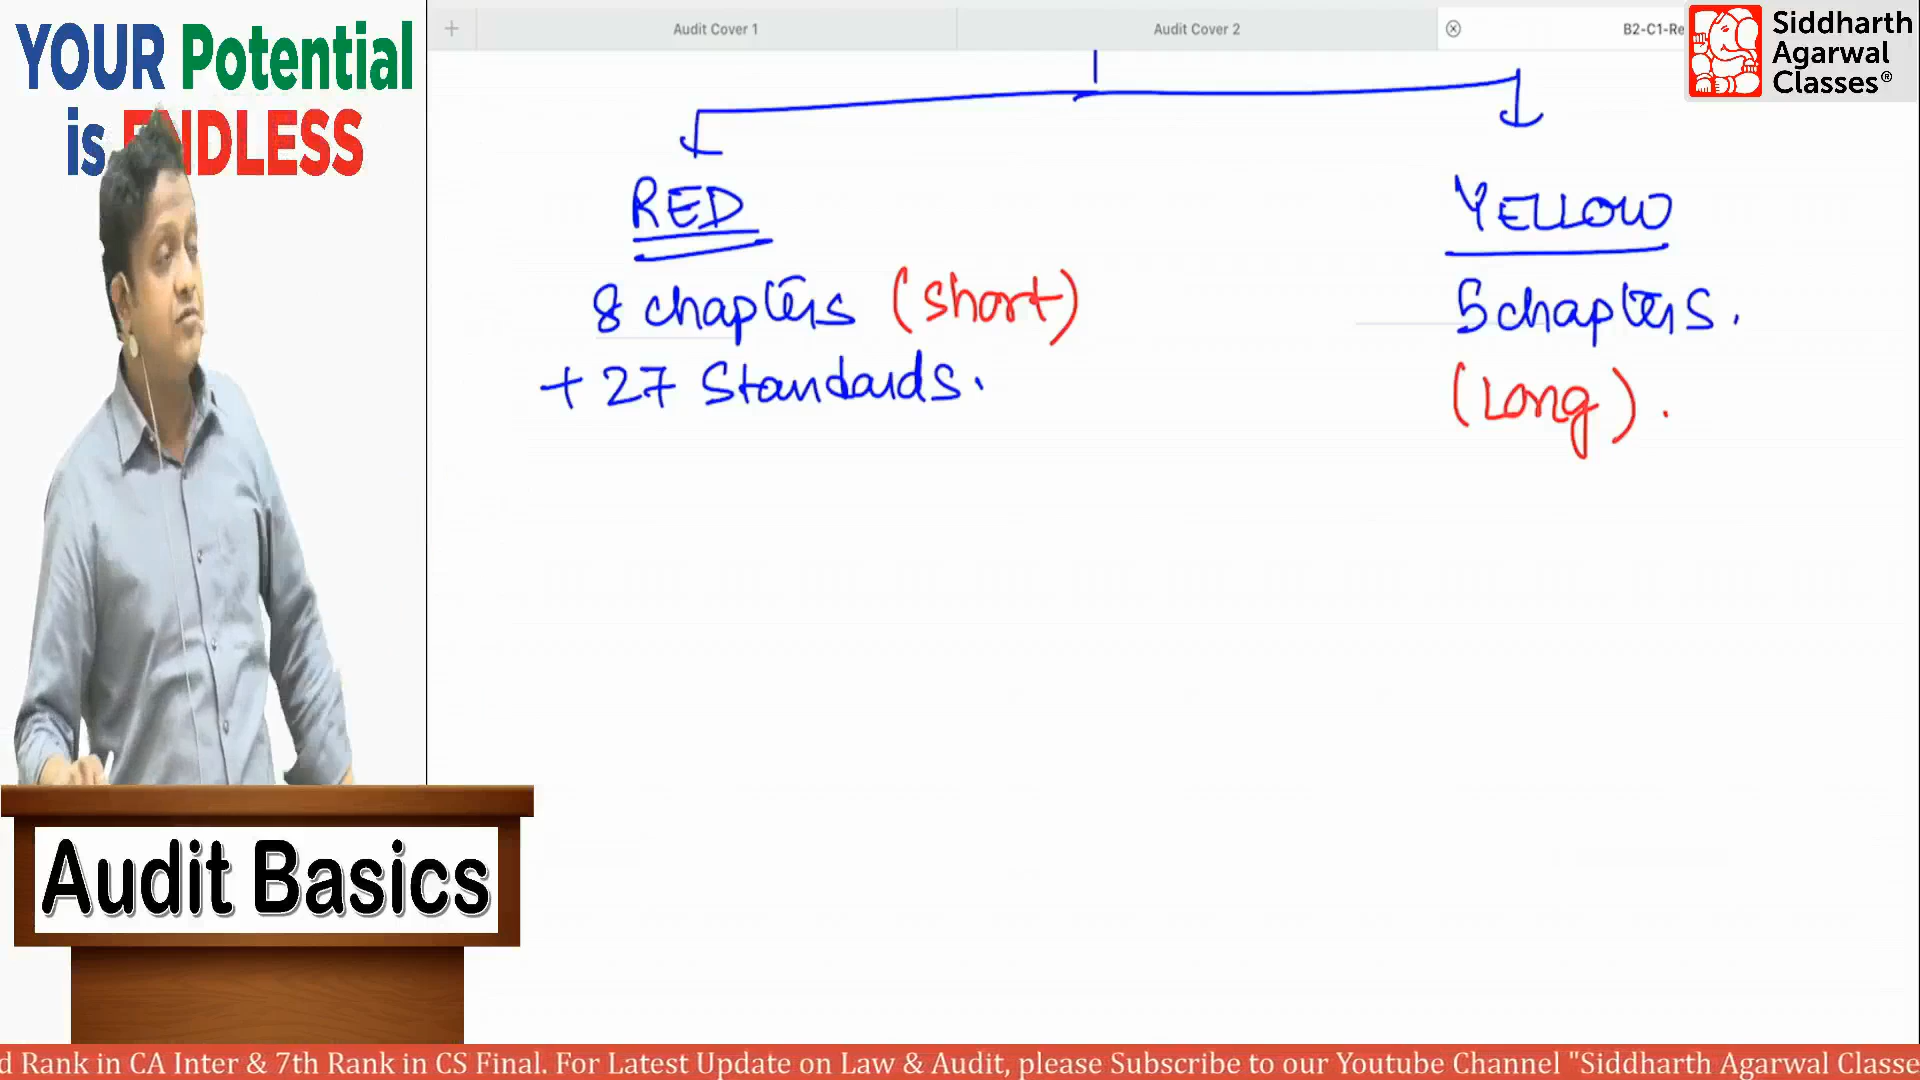 YOUR Potential
is ENDLESS
Audit Cover 1
Audit Cover 2
B2-C1-Re
Siddharth
Agarwal
Classes®
RED
8 chapters (short)
+ 27 Standards.
YELLOW
5 chapters.
(Long).
Audit Basics
d Rank in CA Inter & 7th Rank in CS Final. For Latest Update on Law & Audit, please Subscribe to our Youtube Channel "Siddharth Agarwal Classe